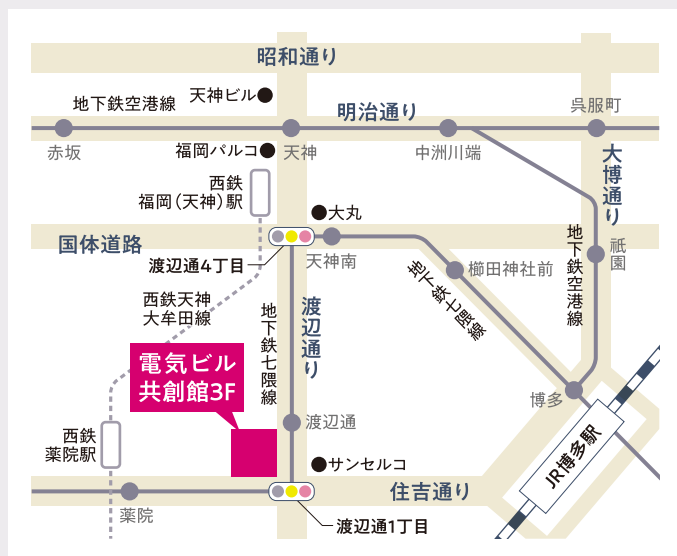 昭和通り
天神ビル
地下鉄空港線
明治通り
呉服町
赤坂
福岡パルコ
天神
中洲川端
大博通り
西鉄
福岡(天神)駅
大丸
国体道路
渡辺通4丁目
天神南
櫛田神社前
地下鉄空港線
祇園
西鉄天神
大牟田線
地下鉄七隈線
渡辺通り
地下鉄七隈線
電気ビル
共創館3F
博多
西鉄
薬院駅
渡辺通
JR博多駅
サンセルコ
住吉通り
薬院
渡辺通1丁目